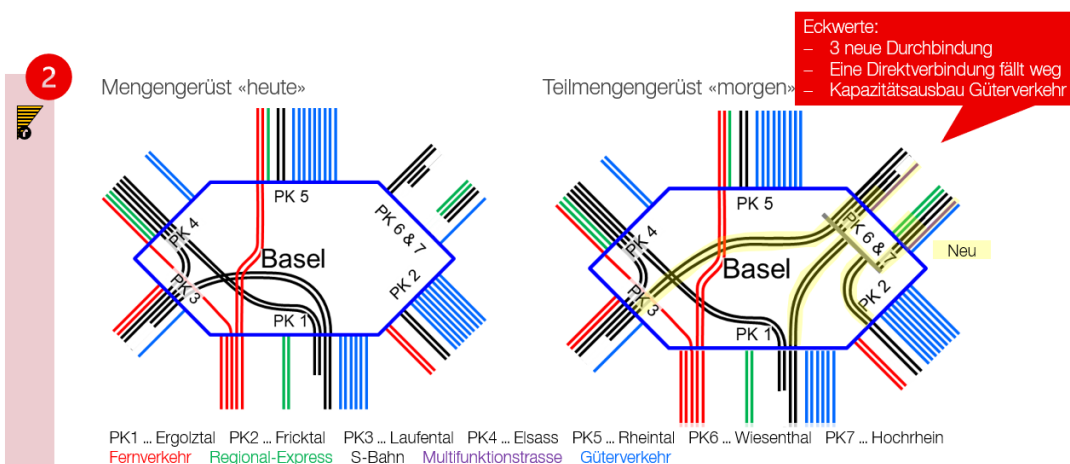 Eckwerte:
– 3 neue Durchbindung
– Eine Direktverbindung fällt weg
– Kapazitätsausbau Güterverkehr
2
Mengengerüst «heute»
Teilmengengerüst «morgen»
PK 5
PK 4
PK 6 & 7
Basel
PK 3
PK 2
PK 1
PK 5
PK 4
PK 6 & 7
Basel
Neu
PK 3
PK 2
PK 1
PK1 ... Ergolztal PK2 ... Fricktal PK3 ... Laufental PK4 ... Elsass PK5 ... Rheintal PK6 ... Wiesenthal PK7 ... Hochrhein
Fernverkehr Regional-Express S-Bahn Multifunktionstrasse Güterverkehr